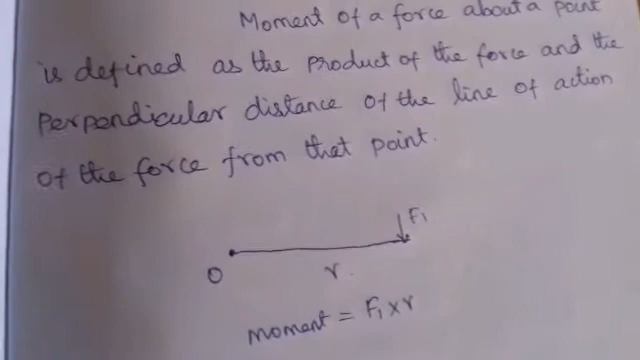 Moment of a force about a point
is defined as the product of the force and the
perpendicular distance of the line of action
of the force from that point.
F1
O
r
moment = F1 x r